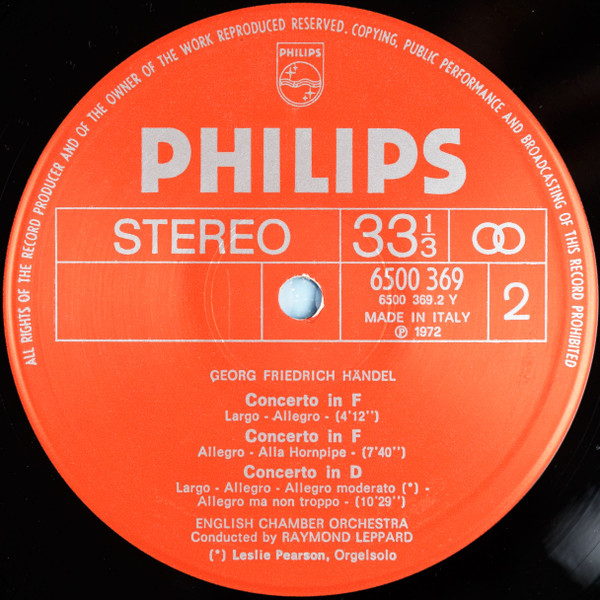 ALL RIGHTS OF THE RECORD PRODUCER AND OF THE OWNER OF THE WORK REPRODUCED RESERVED. COPYING, PUBLIC PERFORMANCE AND BROADCASTING OF THIS RECORD PROHIBITED
PHILIPS
PHILIPS
STEREO
33 1/3
6500 369
6500 369.2 Y
MADE IN ITALY
℗ 1972
2
GEORG FRIEDRICH HÄNDEL
Concerto in F
Largo - Allegro - (4'12'')
Concerto in F
Allegro - Alla Hornpipe - (7'40'')
Concerto in D
Largo - Allegro - Allegro moderato (*) -
Allegro ma non troppo - (10'29'')
ENGLISH CHAMBER ORCHESTRA
Conducted by RAYMOND LEPPARD
(*) Leslie Pearson, Orgelsolo